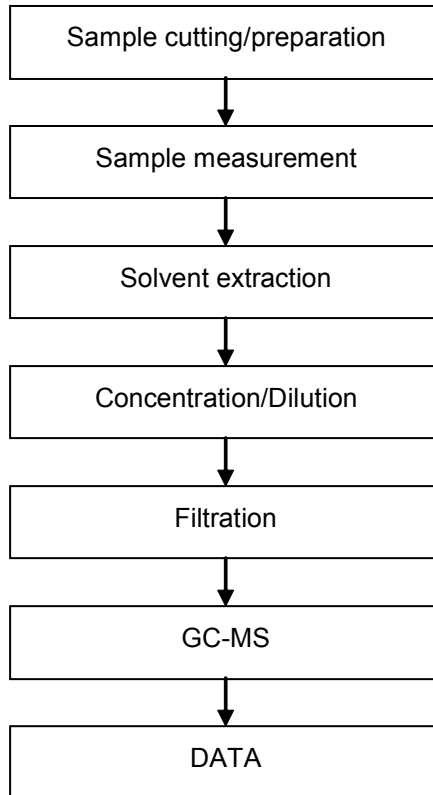 Sample cutting/preparation
Sample measurement
Solvent extraction
Concentration/Dilution
Filtration
GC-MS
DATA